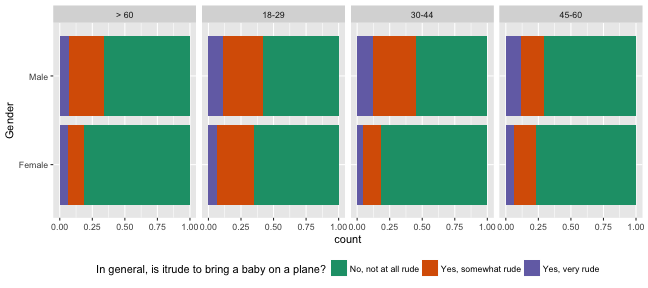 > 60 18-29 30-44 45-60
Gender
Male
Female
0.00 0.25 0.50 0.75 1.00 0.00 0.25 0.50 0.75 1.00 0.00 0.25 0.50 0.75 1.00 0.00 0.25 0.50 0.75 1.00
count
In general, is itrude to bring a baby on a plane? No, not at all rude Yes, somewhat rude Yes, very rude